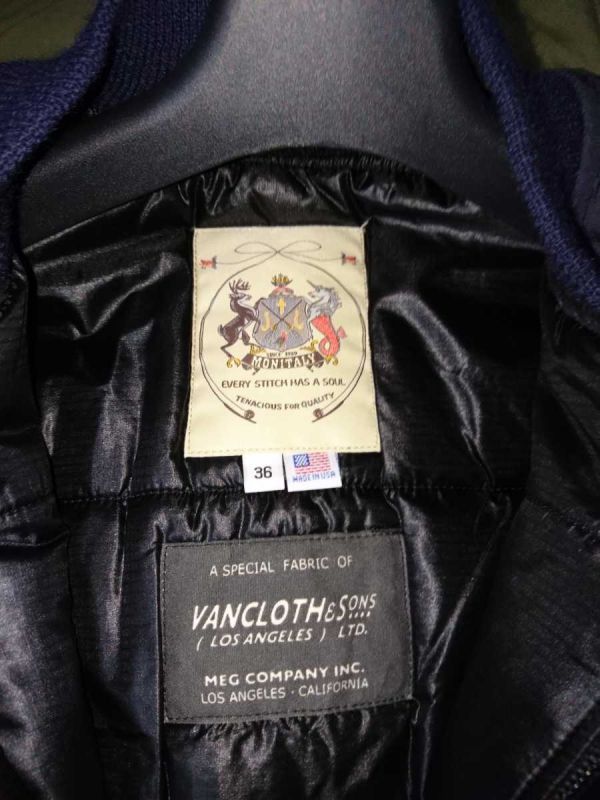 MONITALY
EVERY STITCH HAS A SOUL
TENACIOUS FOR QUALITY
36
MADE IN USA
A SPECIAL FABRIC OF
VANCLOTH & SONS
( LOS ANGELES ) LTD.
MEG COMPANY INC.
LOS ANGELES · CALIFORNIA